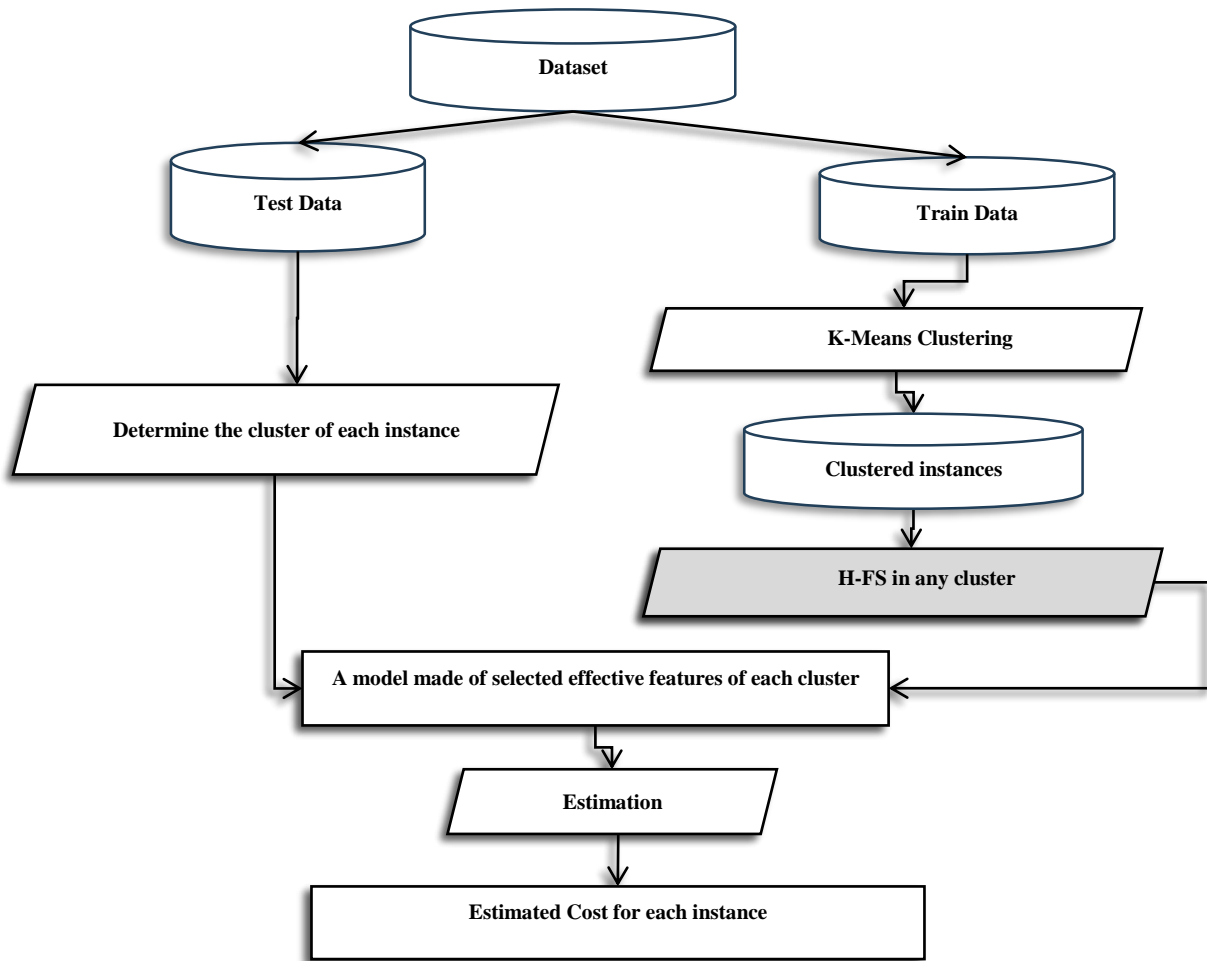 Dataset
Test Data
Train Data
K-Means Clustering
Determine the cluster of each instance
Clustered instances
H-FS in any cluster
A model made of selected effective features of each cluster
Estimation
Estimated Cost for each instance